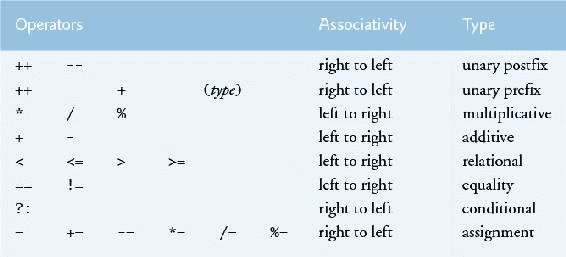 Operators Associativity Type
++ -- right to left unary postfix
++ + (type) right to left unary prefix
* / % left to right multiplicative
+ - left to right additive
< <= > >= left to right relational
== != left to right equality
?: right to left conditional
= += -= *= /= %= right to left assignment